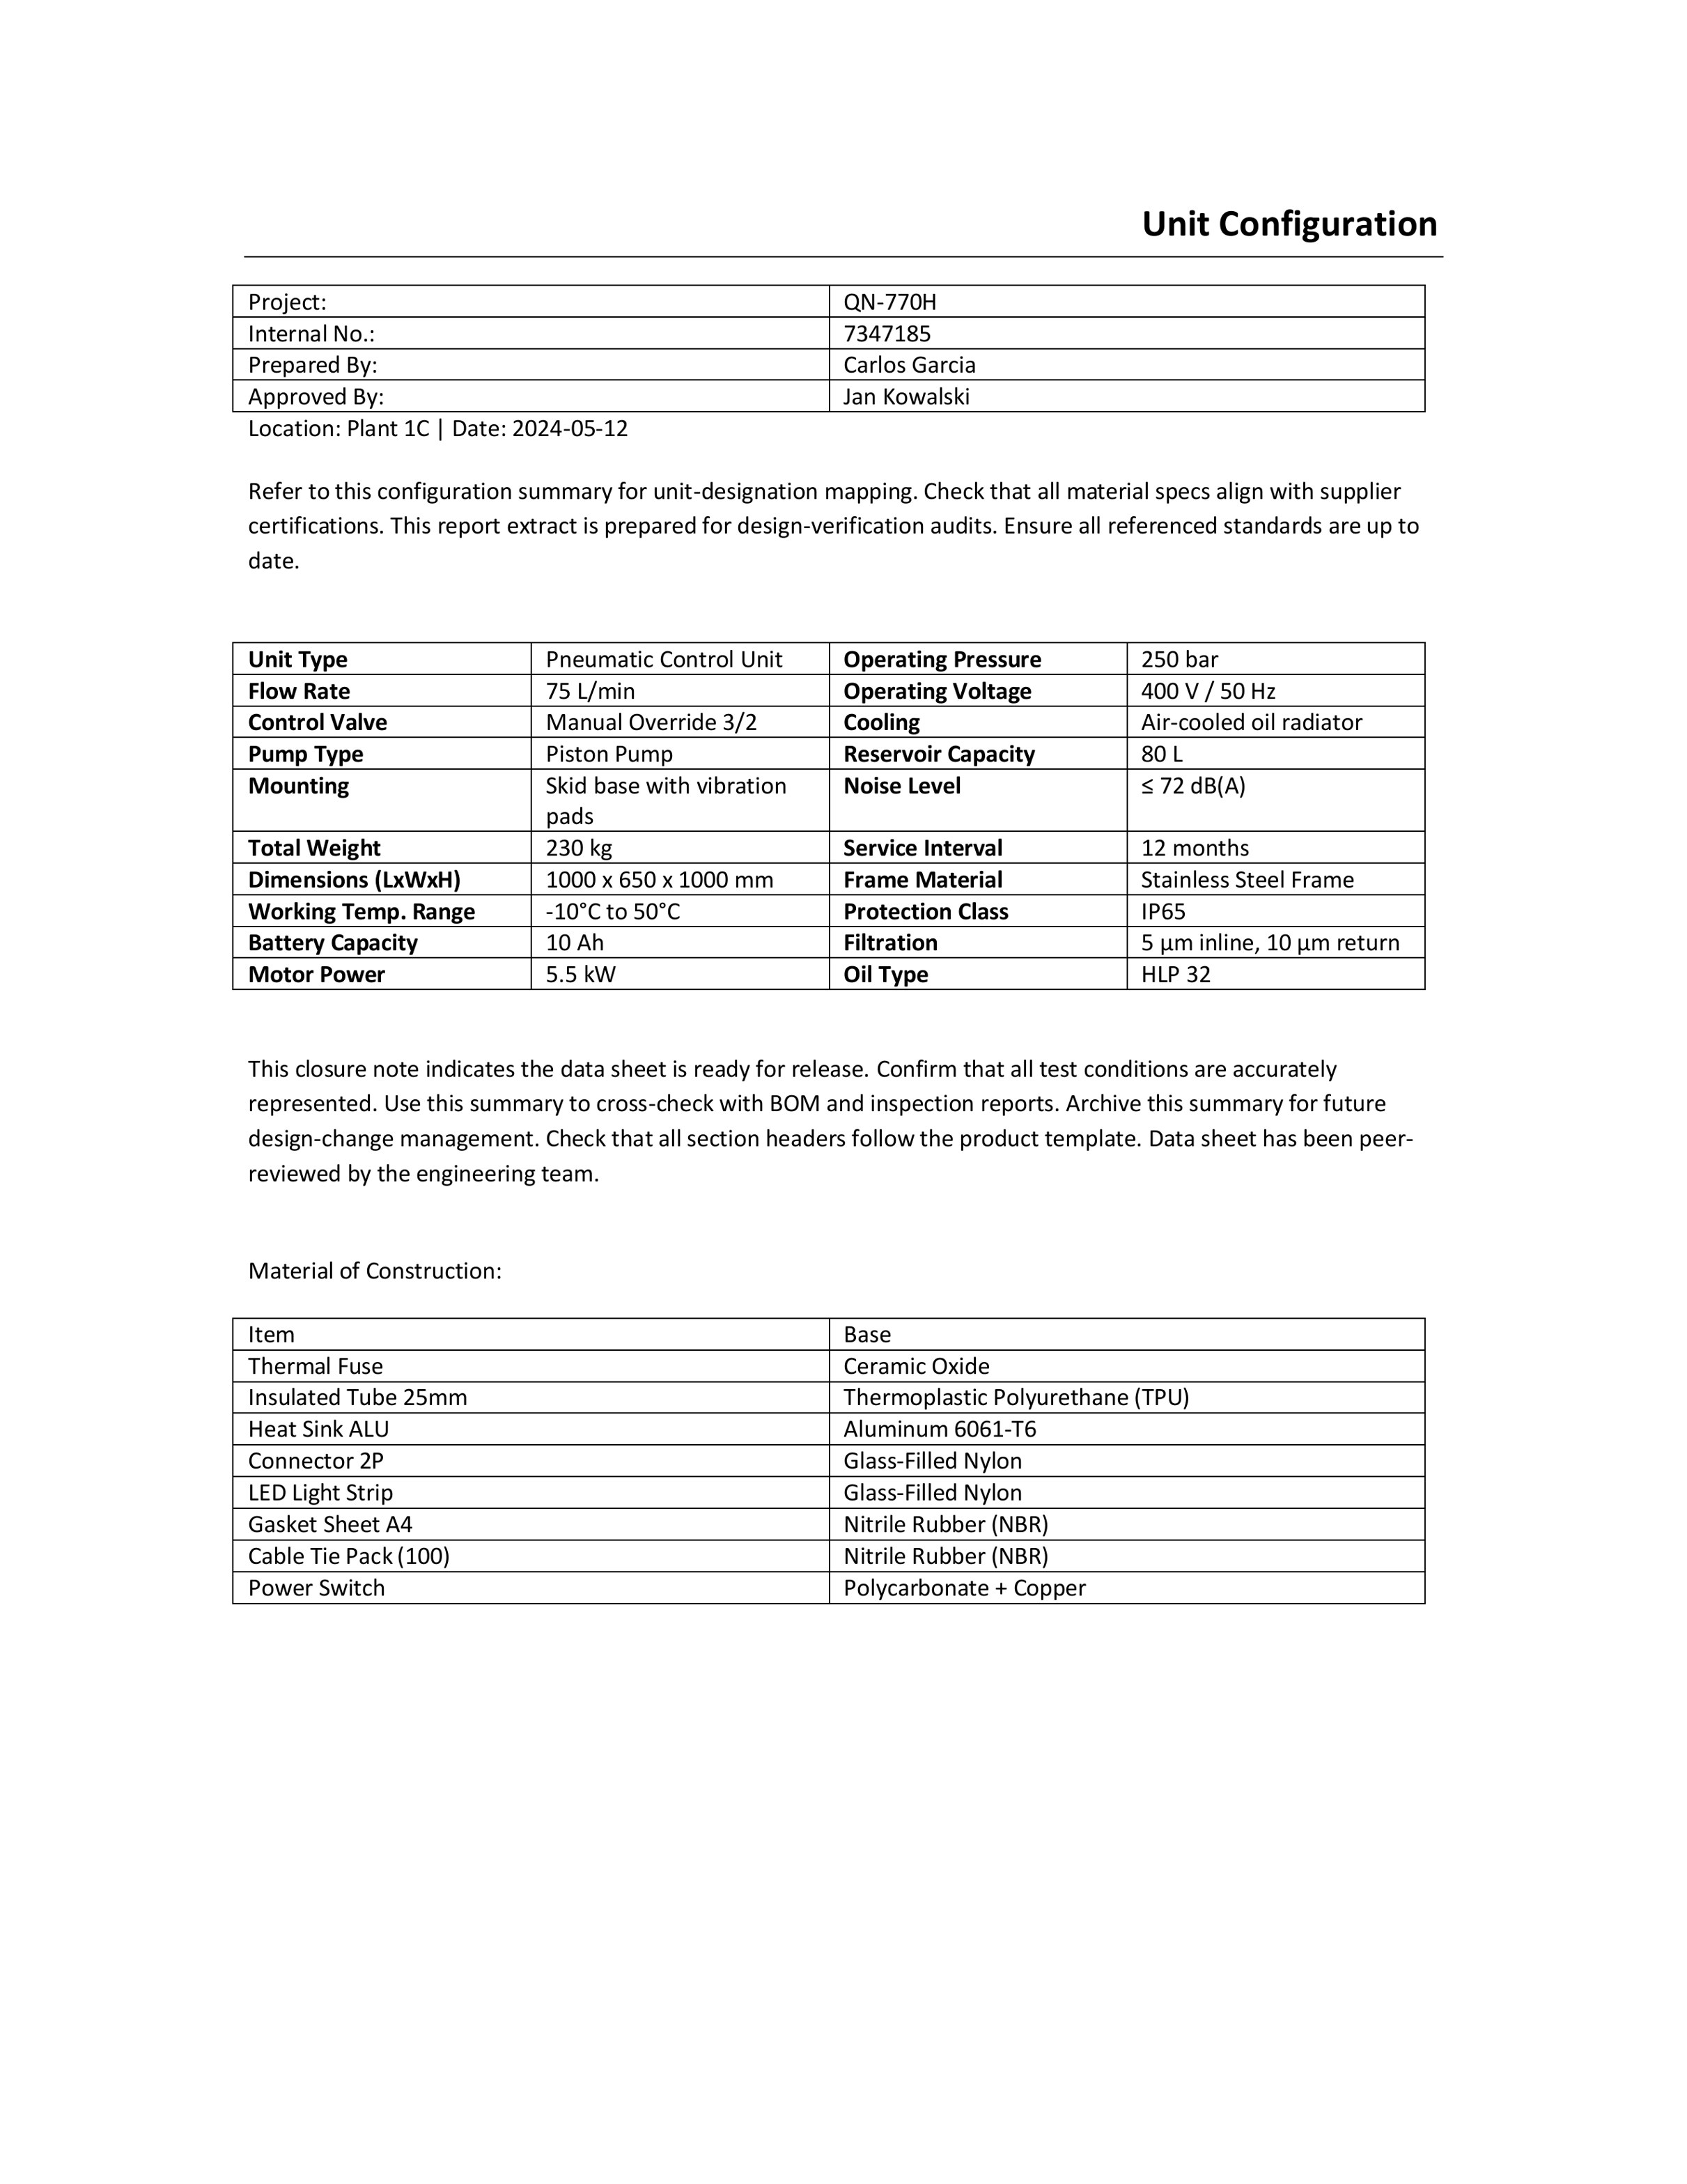 Unit Configuration
Project: QN-770H
Internal No.: 7347185
Prepared By: Carlos Garcia
Approved By: Jan Kowalski
Location: Plant 1C | Date: 2024-05-12
Refer to this configuration summary for unit-designation mapping. Check that all material specs align with supplier
certifications. This report extract is prepared for design-verification audits. Ensure all referenced standards are up to
date.
Unit Type Pneumatic Control Unit Operating Pressure 250 bar
Flow Rate 75 L/min Operating Voltage 400 V / 50 Hz
Control Valve Manual Override 3/2 Cooling Air-cooled oil radiator
Pump Type Piston Pump Reservoir Capacity 80 L
Mounting Skid base with vibration Noise Level ≤ 72 dB(A)
pads
Total Weight 230 kg Service Interval 12 months
Dimensions (LxWxH) 1000 x 650 x 1000 mm Frame Material Stainless Steel Frame
Working Temp. Range -10°C to 50°C Protection Class IP65
Battery Capacity 10 Ah Filtration 5 µm inline, 10 µm return
Motor Power 5.5 kW Oil Type HLP 32
This closure note indicates the data sheet is ready for release. Confirm that all test conditions are accurately
represented. Use this summary to cross-check with BOM and inspection reports. Archive this summary for future
design-change management. Check that all section headers follow the product template. Data sheet has been peer-
reviewed by the engineering team.
Material of Construction:
Item Base
Thermal Fuse Ceramic Oxide
Insulated Tube 25mm Thermoplastic Polyurethane (TPU)
Heat Sink ALU Aluminum 6061-T6
Connector 2P Glass-Filled Nylon
LED Light Strip Glass-Filled Nylon
Gasket Sheet A4 Nitrile Rubber (NBR)
Cable Tie Pack (100) Nitrile Rubber (NBR)
Power Switch Polycarbonate + Copper